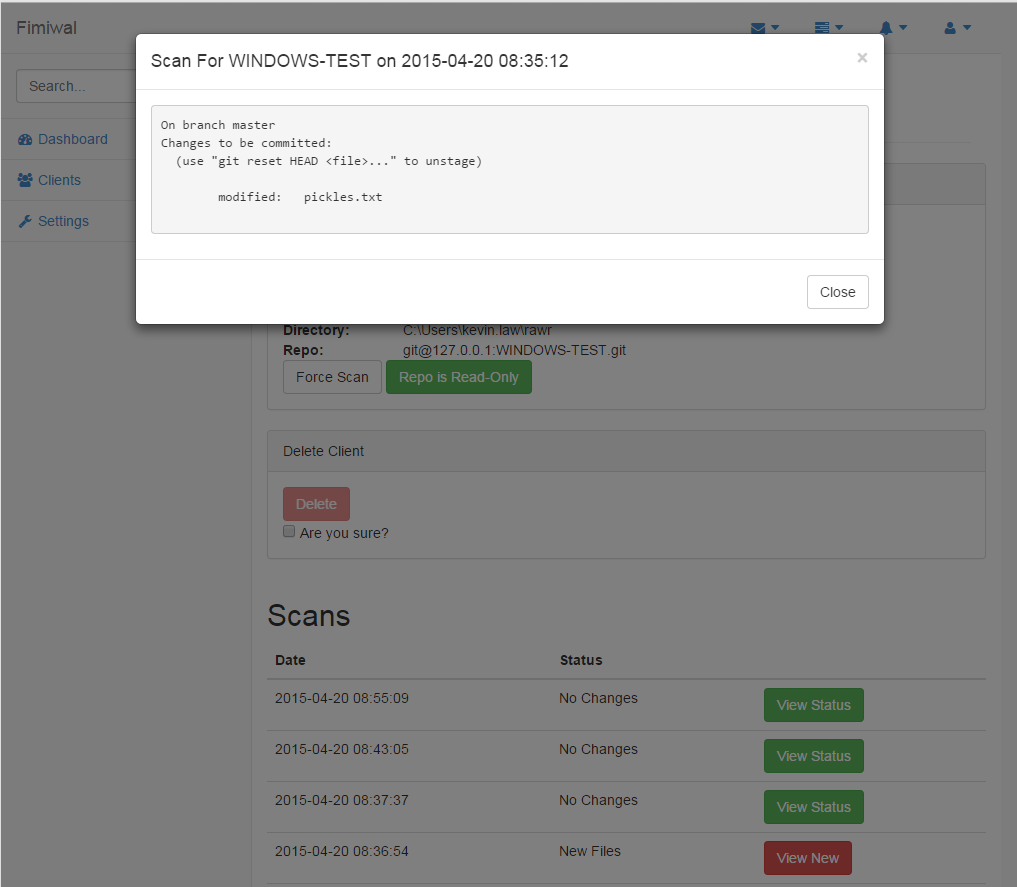 Fimiwal
Scan For WINDOWS-TEST on 2015-04-20 08:35:12 ×
Search...
On branch master
Changes to be committed:
(use "git reset HEAD <file>..." to unstage)
modified: pickles.txt
Close
Dashboard
Clients
Settings
Directory: C:\Users\kevin.law\rawr
Repo: git@127.0.0.1:WINDOWS-TEST.git
Force Scan Repo is Read-Only
Delete Client
Delete
Are you sure?
Scans
Date Status
2015-04-20 08:55:09 No Changes View Status
2015-04-20 08:43:05 No Changes View Status
2015-04-20 08:37:37 No Changes View Status
2015-04-20 08:36:54 New Files View New